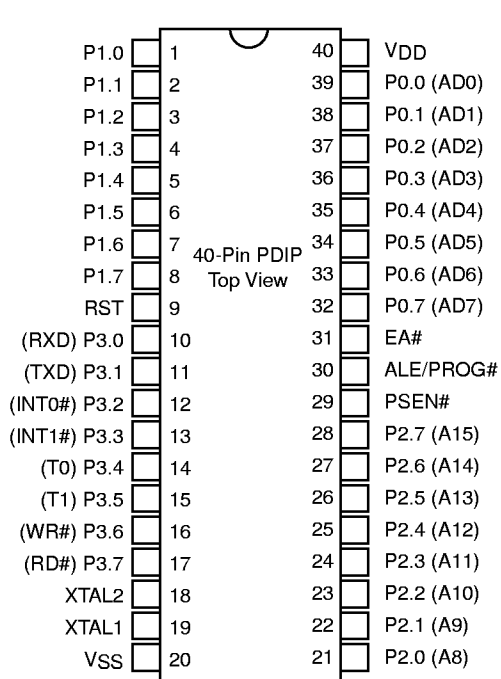 P1.0 1 40 VDD
P1.1 2 39 P0.0 (AD0)
P1.2 3 38 P0.1 (AD1)
P1.3 4 37 P0.2 (AD2)
P1.4 5 36 P0.3 (AD3)
P1.5 6 35 P0.4 (AD4)
P1.6 7 34 P0.5 (AD5)
40-Pin PDIP
Top View
P1.7 8 33 P0.6 (AD6)
RST 9 32 P0.7 (AD7)
(RXD) P3.0 10 31 EA#
(TXD) P3.1 11 30 ALE/PROG#
(INT0#) P3.2 12 29 PSEN#
(INT1#) P3.3 13 28 P2.7 (A15)
(T0) P3.4 14 27 P2.6 (A14)
(T1) P3.5 15 26 P2.5 (A13)
(WR#) P3.6 16 25 P2.4 (A12)
(RD#) P3.7 17 24 P2.3 (A11)
XTAL2 18 23 P2.2 (A10)
XTAL1 19 22 P2.1 (A9)
VSS 20 21 P2.0 (A8)